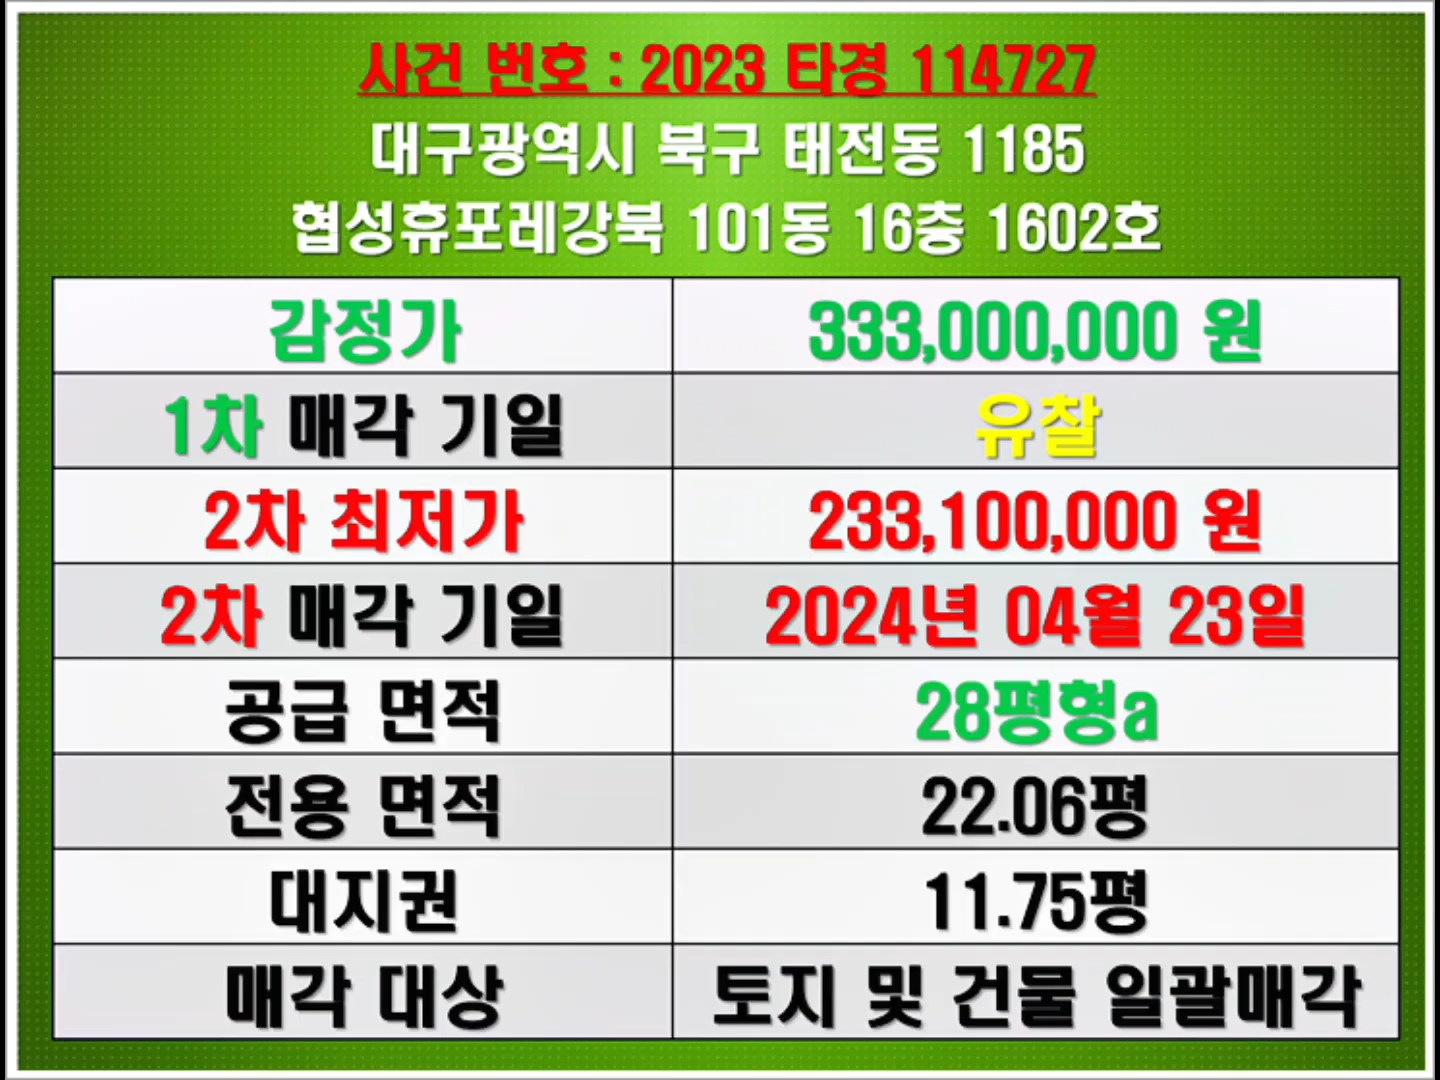 사건 번호 : 2023 타경 114727
대구광역시 북구 태전동 1185
협성휴포레강북 101동 16층 1602호
감정가 333,000,000 원
1차 매각 기일 유찰
2차 최저가 233,100,000 원
2차 매각 기일 2024년 04월 23일
공급 면적 28평형a
전용 면적 22.06평
대지권 11.75평
매각 대상 토지 및 건물 일괄매각